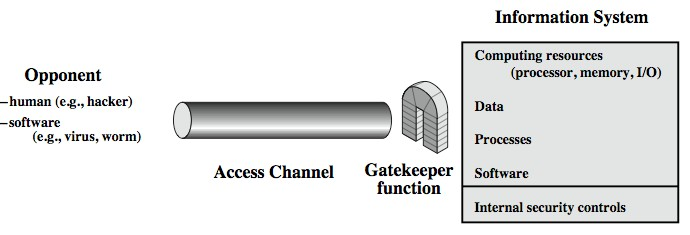 Information System
Computing resources
(processor, memory, I/O)
Data
Processes
Software
Internal security controls
Opponent
–human (e.g., hacker)
–software
(e.g., virus, worm)
Access Channel
Gatekeeper
function